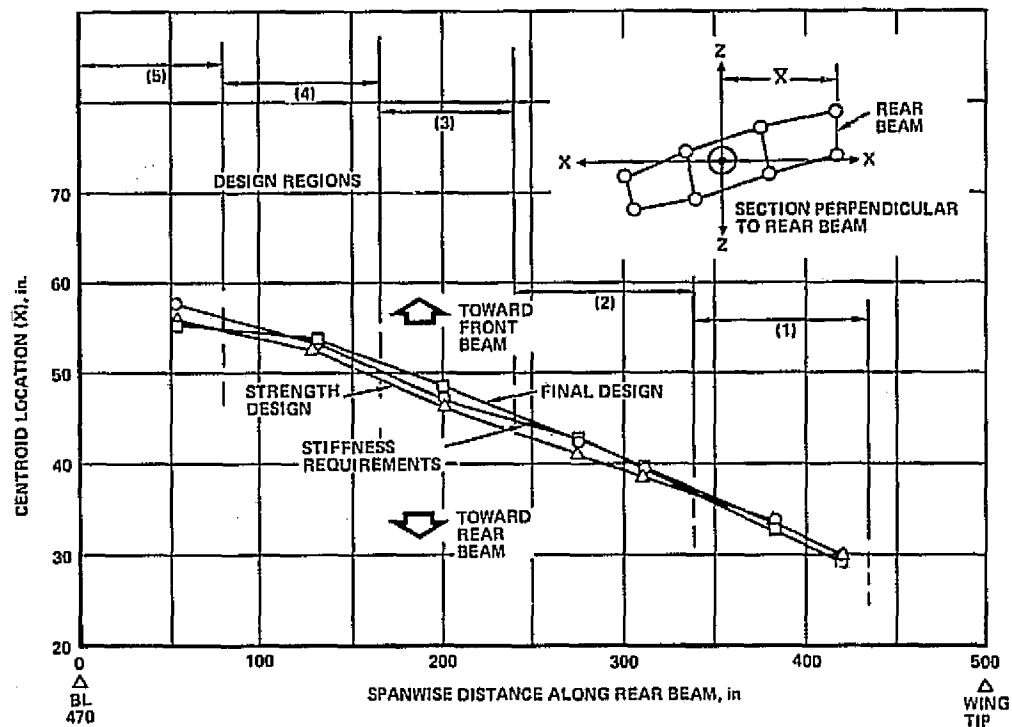 (5)
(4)
(3)
DESIGN REGIONS
Z
X̄
REAR
BEAM
X
X
SECTION PERPENDICULAR
TO REAR BEAM
Z
70
60
50
40
30
20
CENTROID LOCATION (X̄), in.
(2)
(1)
TOWARD
FRONT
BEAM
STRENGTH
DESIGN
FINAL DESIGN
STIFFNESS
REQUIREMENTS
TOWARD
REAR
BEAM
0
100
200
300
400
500
BL
470
SPANWISE DISTANCE ALONG REAR BEAM, in
WING
TIP